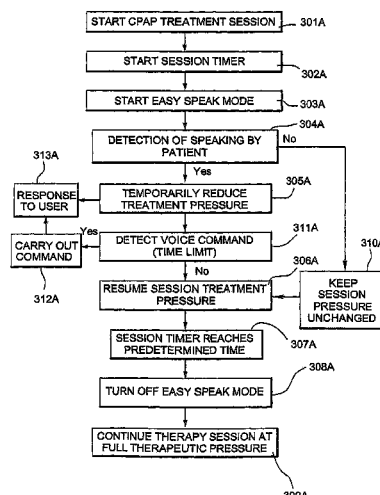 START CPAP TREATMENT SESSION
301A
START SESSION TIMER
302A
START EASY SPEAK MODE
303A
304A
DETECTION OF SPEAKING BY
PATIENT
No
Yes
313A
RESPONSE
TO USER
TEMPORARILY REDUCE
TREATMENT PRESSURE
305A
311A
DETECT VOICE COMMAND
(TIME LIMIT)
Yes
CARRY OUT
COMMAND
312A
No
306A
310A
RESUME SESSION TREATMENT
PRESSURE
KEEP
SESSION
PRESSURE
UNCHANGED
307A
SESSION TIMER REACHES
PREDETERMINED TIME
308A
TURN OFF EASY SPEAK MODE
CONTINUE THERAPY SESSION AT
FULL THERAPEUTIC PRESSURE
309A